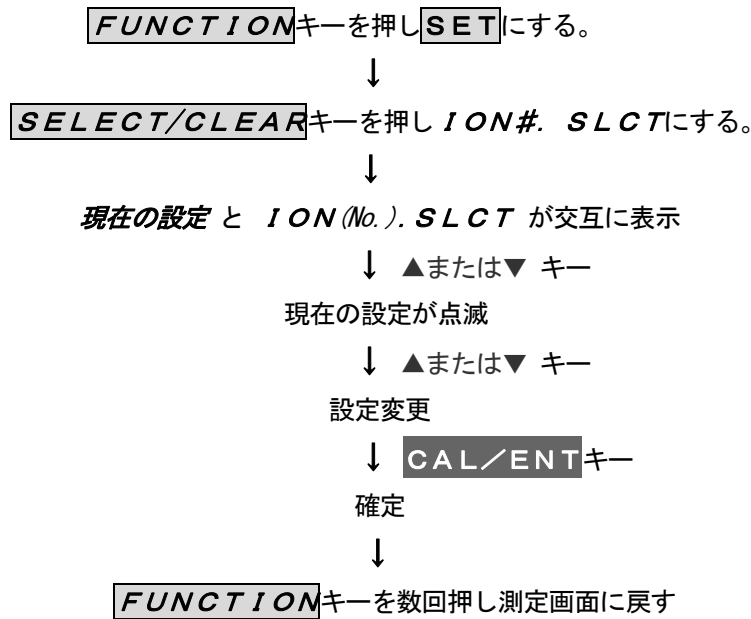 FUNCTIONキーを押しSETにする。
↓
SELECT/CLEARキーを押しION#. SLCTにする。
↓
現在の設定 と ION(No.).SLCT が交互に表示
↓ ▲または▼ キー
現在の設定が点滅
↓ ▲または▼ キー
設定変更
↓ CAL/ENTキー
確定
↓
FUNCTIONキーを数回押し測定画面に戻す